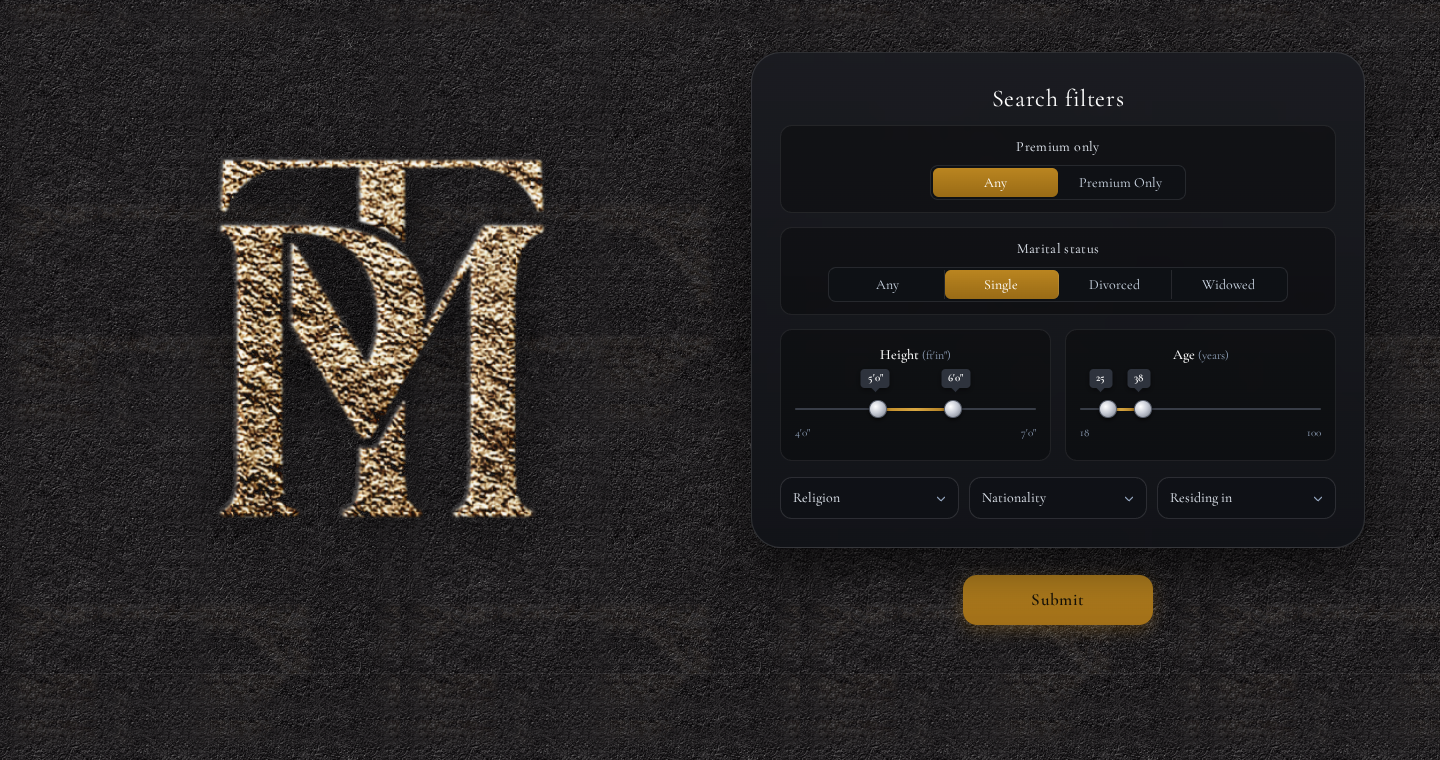 Search filters
Premium only
Any Premium Only
Marital status
Any Single Divorced Widowed
Height (ft'in")
5'0" 6'0"
4'0" 7'0"
Age (years)
25 38
18 100
Religion Nationality Residing in
Submit